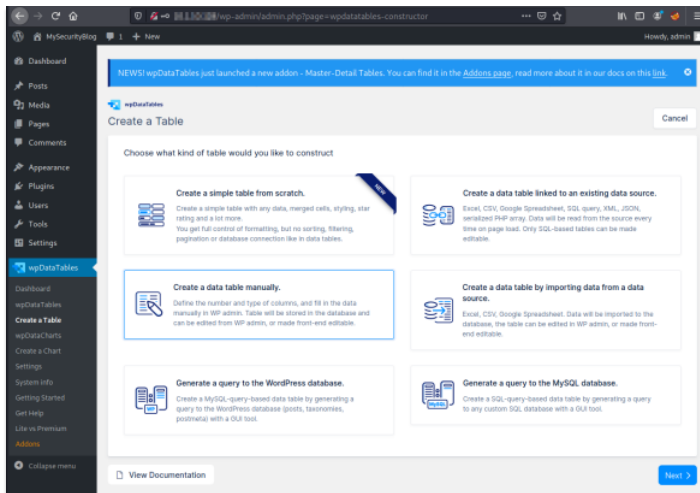 /wp-admin/admin.php?page=wpdatatables-constructor
MySecurityBlog 1 + New Howdy, admin
Dashboard
Posts
Media
Pages
Comments
Appearance
Plugins
Users
Tools
Settings
wpDataTables
Dashboard
wpDataTables
Create a Table
wpDataCharts
Create a Chart
Settings
System info
Getting Started
Get Help
Lite vs Premium
Addons
Collapse menu
NEWS! wpDataTables just launched a new addon - Master-Detail Tables. You can find it in the Addons page, read more about it in our docs on this link.
wpDataTables
Create a Table
Cancel
Choose what kind of table would you like to construct
Create a simple table from scratch.
NEW
Create a simple table with any data, merged cells, styling, star
rating and a lot more.
You get full control of formatting, but no sorting, filtering,
pagination or database connection like in data tables.
Create a data table linked to an existing data source.
Excel, CSV, Google Spreadsheet, SQL query, XML, JSON,
serialized PHP array. Data will be read from the source every
time on page load. Only SQL-based tables can be made
editable.
Create a data table manually.
Define the number and type of columns, and fill in the data
manually in WP admin. Table will be stored in the database and
can be edited from WP admin, or made front-end editable.
Create a data table by importing data from a data
source.
Excel, CSV, Google Spreadsheet. Data will be imported to the
database, the table can be edited in WP admin, or made front-
end editable.
Generate a query to the WordPress database.
Create a MySQL-query-based data table by generating a
query to the WordPress database (posts, taxonomies,
postmeta) with a GUI tool.
WP
Generate a query to the MySQL database.
Create a SQL-query-based data table by generating a query
to any custom SQL database with a GUI tool.
MySQL
View Documentation
Next